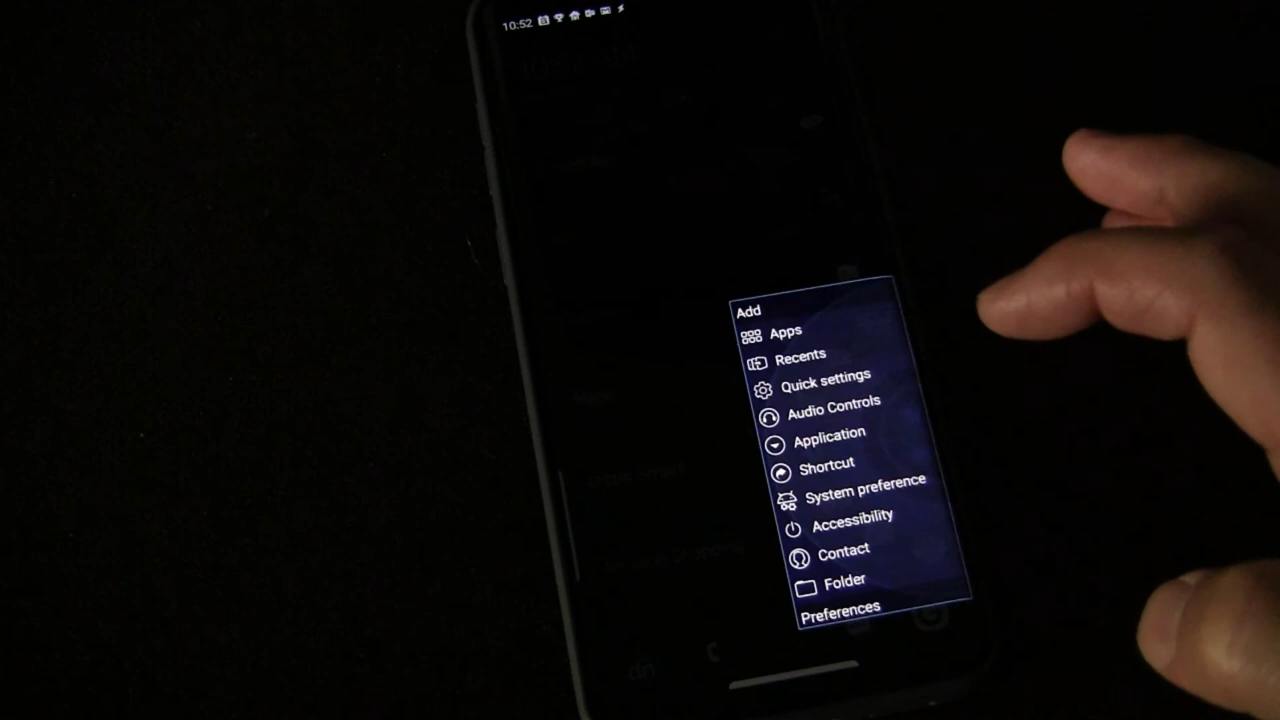 10:52
Add
Apps
Recents
Quick settings
Audio Controls
Application
Shortcut
System preference
Accessibility
Contact
Folder
Preferences